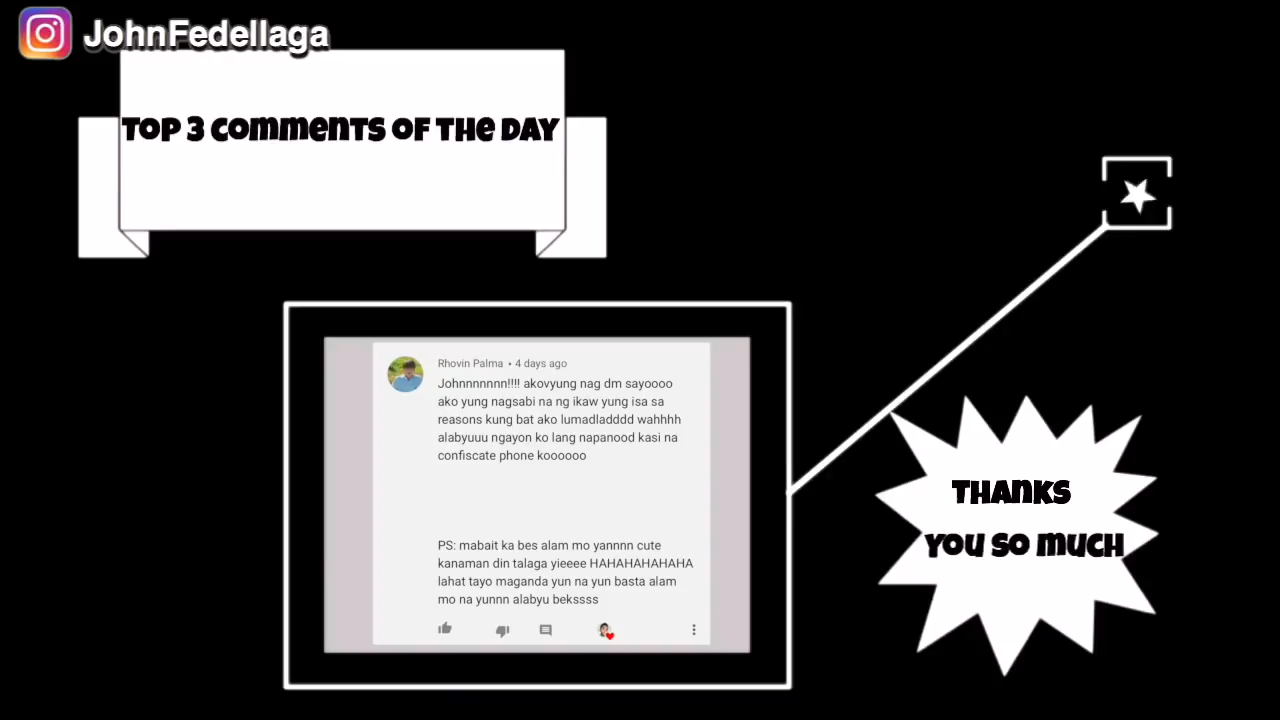 JohnFedellaga
TOP 3 COMMENTS OF THE DAY
Rhovin Palma • 4 days ago
Johnnnnnnn!!!! akovyung nag dm sayoooo
ako yung nagsabi na ng ikaw yung isa sa
reasons kung bat ako lumadladddd wahhhh
alabyuuu ngayon ko lang napanood kasi na
confiscate phone koooooo
PS: mabait ka bes alam mo yannnn cute
kanaman din talaga yieeee HAHAHAHAHAHA
lahat tayo maganda yun na yun basta alam
mo na yunnn alabyu bekssss
THANKS
YOU SO MUCH